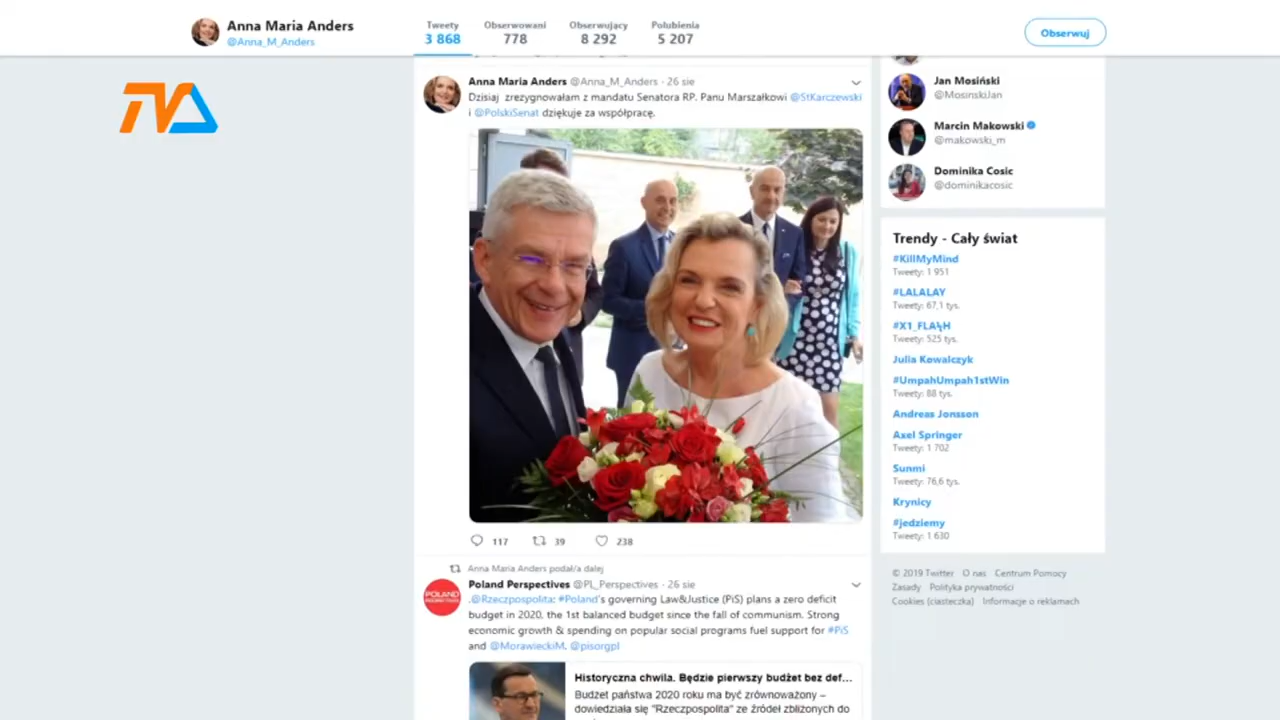 Anna Maria Anders
@Anna_M_Anders
Tweety
3 868
Obserwowani
778
Obserwujący
8 292
Polubienia
5 207
Obserwuj
TVA
Anna Maria Anders @Anna_M_Anders · 26 sie
Dzisiaj zrezygnowałam z mandatu Senatora RP. Panu Marszałkowi @StKarczewski
i @PolskiSenat dziękuje za współpracę.
117 39 238
Anna Maria Anders podał/a dalej
POLAND
Poland Perspectives @PL_Perspectives · 26 sie
.@Rzeczpospolita: #Poland's governing Law&Justice (PiS) plans a zero deficit
budget in 2020, the 1st balanced budget since the fall of communism. Strong
economic growth & spending on popular social programs fuel support for #PiS
and @MorawieckiM. @pisorgpl
Historyczna chwila. Będzie pierwszy budżet bez def...
Budżet państwa 2020 roku ma być zrównoważony –
dowiedziała się "Rzeczpospolita" ze źródeł zbliżonych do
Jan Mosiński
@MosinskiJan
Marcin Makowski
@makowski_m
Dominika Cosic
@dominikacosic
Trendy - Cały świat
#KillMyMind
Tweety: 1 951
#LALALAY
Tweety: 67,1 tys.
#X1_FLAϟH
Tweety: 525 tys.
Julia Kowalczyk
#UmpahUmpah1stWin
Tweety: 88 tys.
Andreas Jonsson
Axel Springer
Tweety: 1 702
Sunmi
Tweety: 76,6 tys.
Krynicy
#jedziemy
Tweety: 1 630
© 2019 Twitter O nas Centrum Pomocy
Zasady Polityka prywatności
Cookies (ciasteczka) Informacje o reklamach